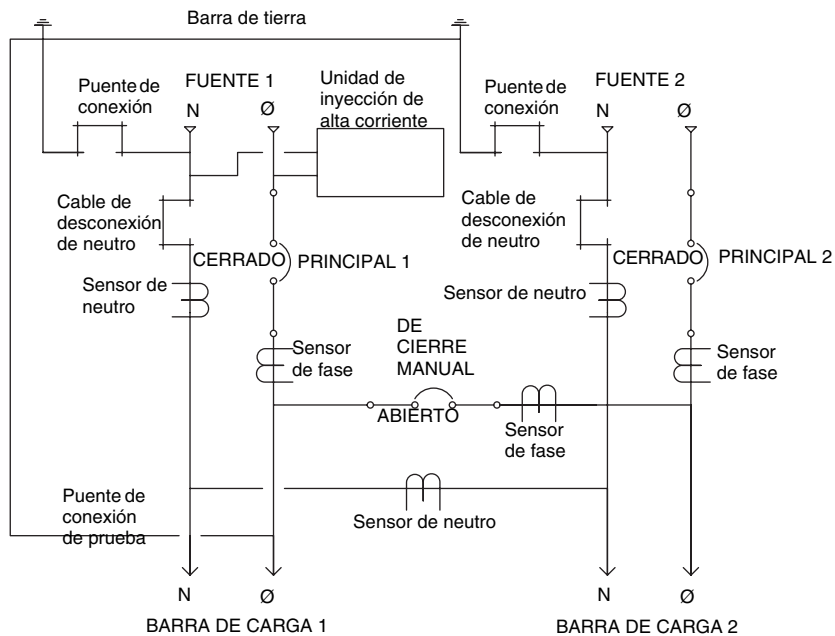 Barra de tierra
Puente de
conexión
FUENTE 1
N
Ø
Unidad de
inyección de
alta corriente
Puente de
conexión
FUENTE 2
N
Ø
Cable de
desconexión
de neutro
CERRADO
PRINCIPAL 1
Cable de
desconexión
de neutro
CERRADO
PRINCIPAL 2
Sensor de
neutro
Sensor de neutro
Sensor
de fase
DE
CIERRE
MANUAL
ABIERTO
Sensor
de fase
Sensor
de fase
Puente de
conexión
de prueba
Sensor de neutro
N
Ø
N
Ø
BARRA DE CARGA 1
BARRA DE CARGA 2